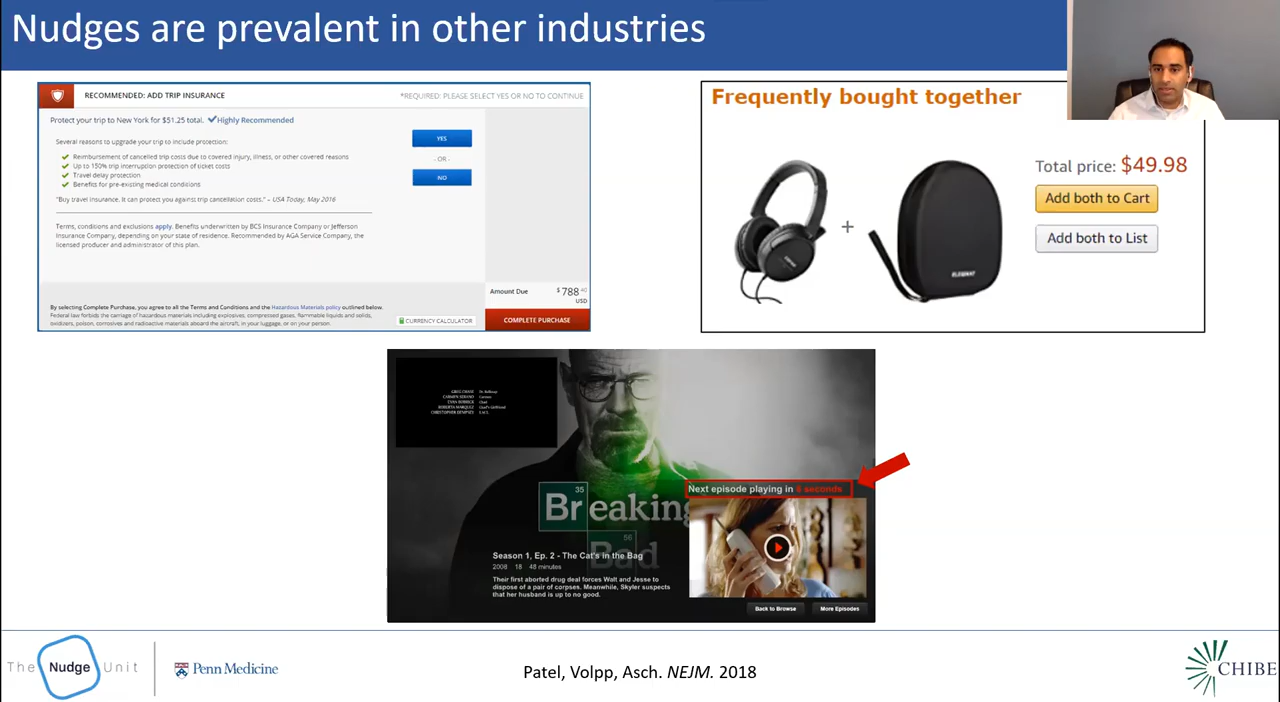 Nudges are prevalent in other industries
RECOMMENDED: ADD TRIP INSURANCE
*REQUIRED: PLEASE SELECT YES OR NO TO CONTINUE
Protect your trip to New York for $51.25 total. Highly Recommended
Several reasons to upgrade your trip to include protection:
Reimbursement of cancelled trip costs due to covered injury, illness, or other covered reasons
Up to 150% trip interruption protection of ticket costs
Travel delay protection
Benefits for pre-existing medical conditions
YES
- OR -
NO
"Buy travel insurance. It can protect you against trip cancellation costs." – USA Today, May 2016
Terms, conditions and exclusions apply. Benefits underwritten by BCS Insurance Company or Jefferson
Insurance Company, depending on your state of residence. Recommended by AGA Service Company, the
licensed producer and administrator of this plan.
Amount Due $788.40
USD
By selecting Complete Purchase, you agree to all the Terms and Conditions and the Hazardous Materials policy outlined below.
Federal law forbids the carriage of hazardous materials including explosives, compressed gases, flammable liquids and solids,
oxidizers, poison, corrosives and radioactive materials aboard the aircraft, in your luggage, or on your person.
CURRENCY CALCULATOR
COMPLETE PURCHASE
Frequently bought together
+
Total price: $49.98
Add both to Cart
Add both to List
Next episode playing in 6 seconds
35
Breaking
56
Bad
Season 1, Ep. 2 - The Cat's in the Bag
2008 18 48 minutes
Their first aborted drug deal forces Walt and Jesse to
dispose of a pair of corpses. Meanwhile, Skyler suspects
that her husband is up to no good.
Back to Browse
More Episodes
The Nudge Unit
Penn Medicine
Patel, Volpp, Asch. NEJM. 2018
CHIBE